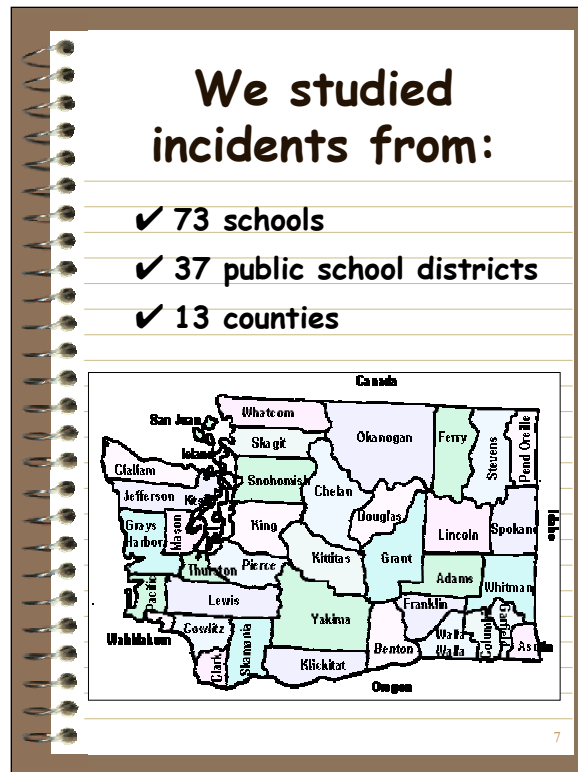 We studied
incidents from:
✔ 73 schools
✔ 37 public school districts
✔ 13 counties
Canada
Whatcom
San Juan
Skagit
Island
Okanogan
Ferry
Stevens
Pend Oreille
Clallam
Snohomish
Chelan
Jefferson
Douglas
Lincoln
Spokane
Idaho
Grays
Harbor
Mason
King
Kittitas
Grant
Thurston
Pierce
Adams
Whitman
Pacific
Lewis
Yakima
Franklin
Wahkiakum
Cowlitz
Skamania
Benton
Walla
Walla
Columbia
Garfield
Clark
Klickitat
Oregon
7